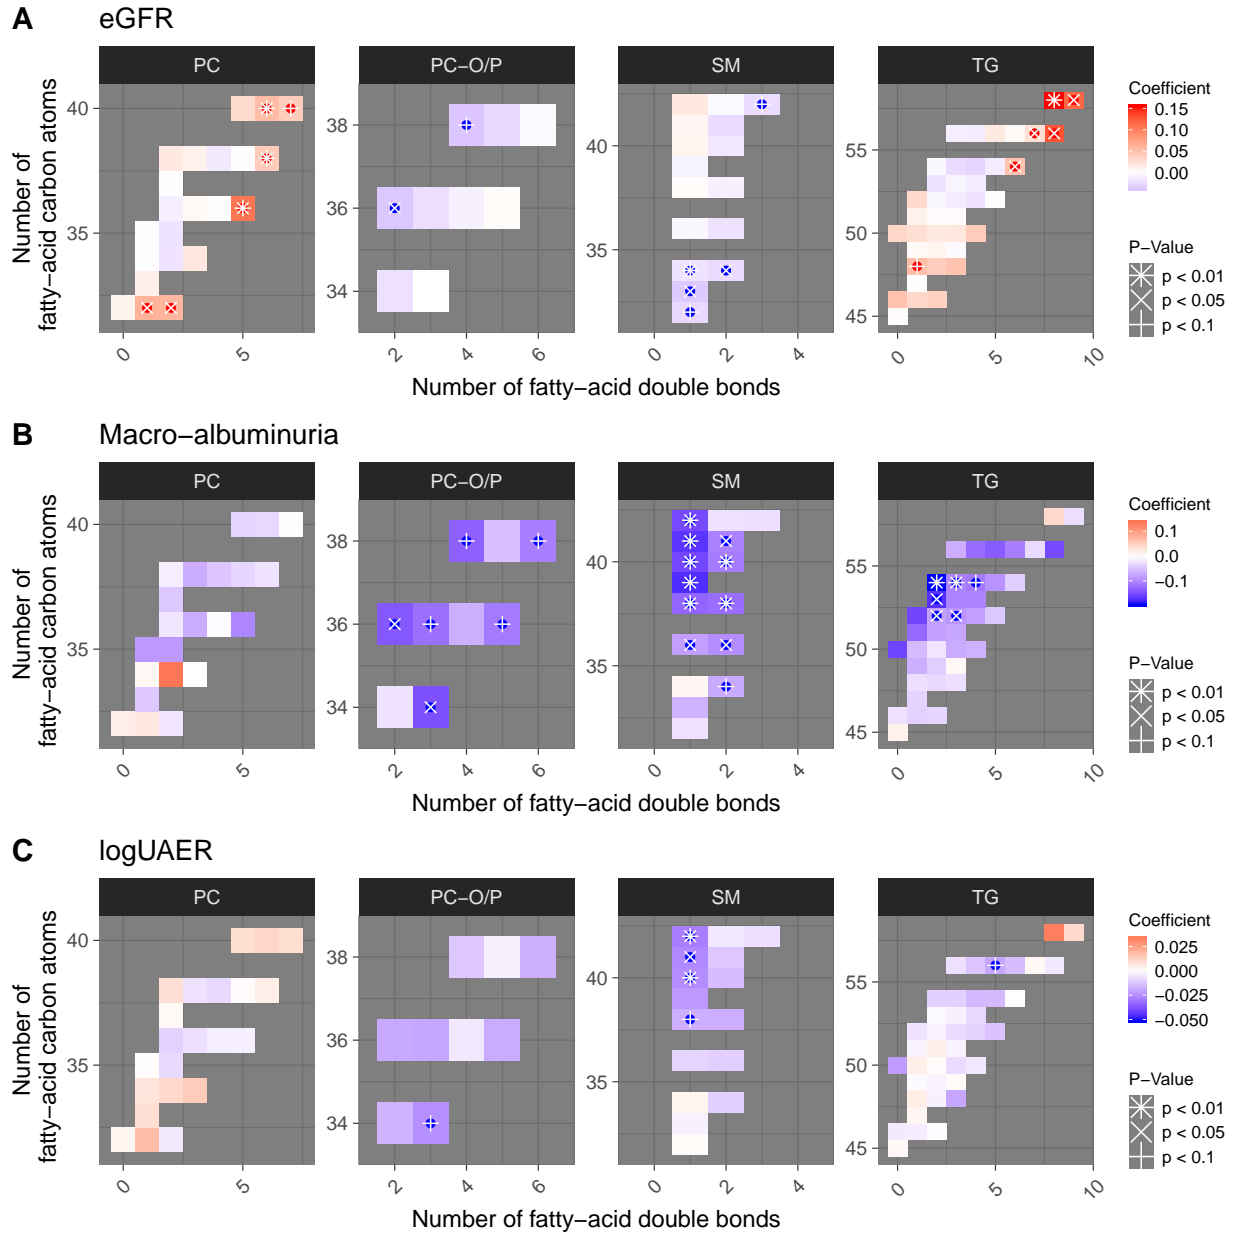 A eGFR
PC PC−O/P SM TG
Number of
fatty−acid carbon atoms
40
35
38
36
34
40
35
55
50
45
0 5 2 4 6 0 2 4 0 5 10
Number of fatty−acid double bonds
Coefficient
0.15
0.10
0.05
0.00
P−Value
p < 0.01
p < 0.05
p < 0.1
B Macro−albuminuria
PC PC−O/P SM TG
Number of
fatty−acid carbon atoms
40
35
38
36
34
40
35
55
50
45
0 5 2 4 6 0 2 4 0 5 10
Number of fatty−acid double bonds
Coefficient
0.1
0.0
−0.1
P−Value
p < 0.01
p < 0.05
p < 0.1
C logUAER
PC PC−O/P SM TG
Number of
fatty−acid carbon atoms
40
35
38
36
34
40
35
55
50
45
0 5 2 4 6 0 2 4 0 5 10
Number of fatty−acid double bonds
Coefficient
0.025
0.000
−0.025
−0.050
P−Value
p < 0.01
p < 0.05
p < 0.1